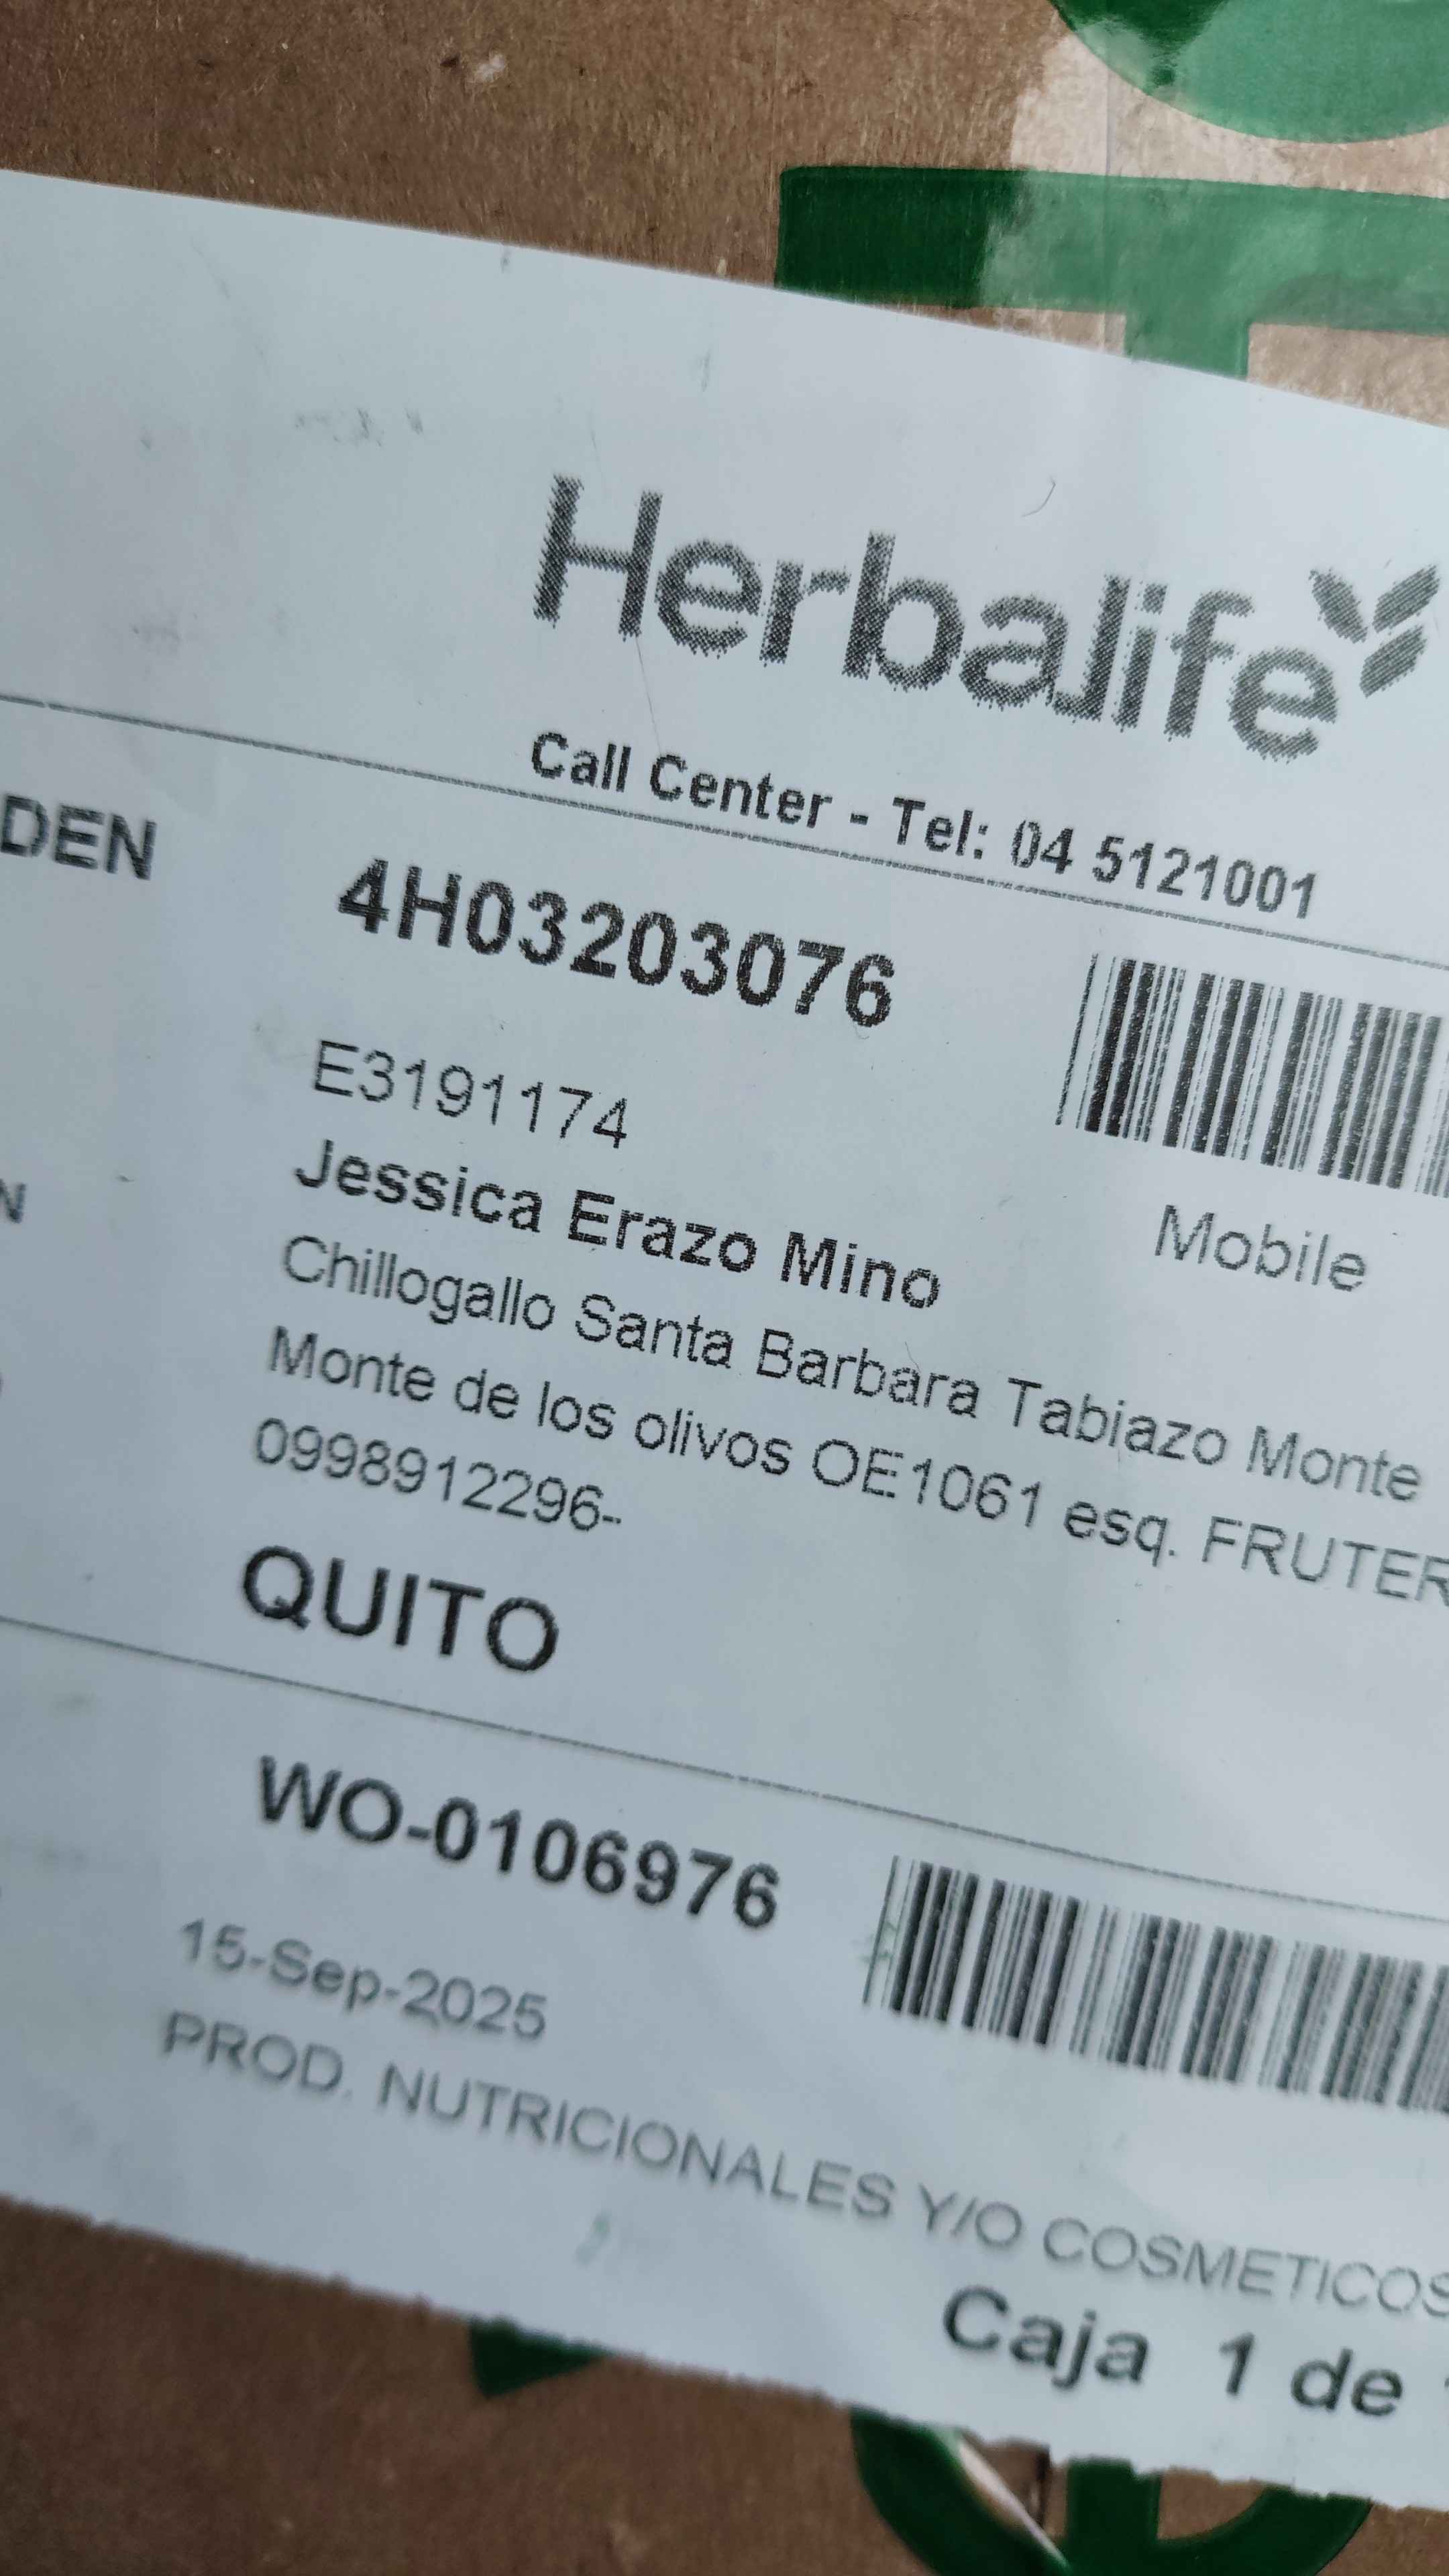 Herbalife
Call Center - Tel: 04 5121001
DEN 4H03203076
E3191174
Jessica Erazo Mino Mobile
N Chillogallo Santa Barbara Tabiazo Monte
Monte de los olivos OE1061 esq. FRUTER
0998912296-
QUITO
WO-0106976
15-Sep-2025
PROD. NUTRICIONALES Y/O COSMETICOS
Caja 1 de